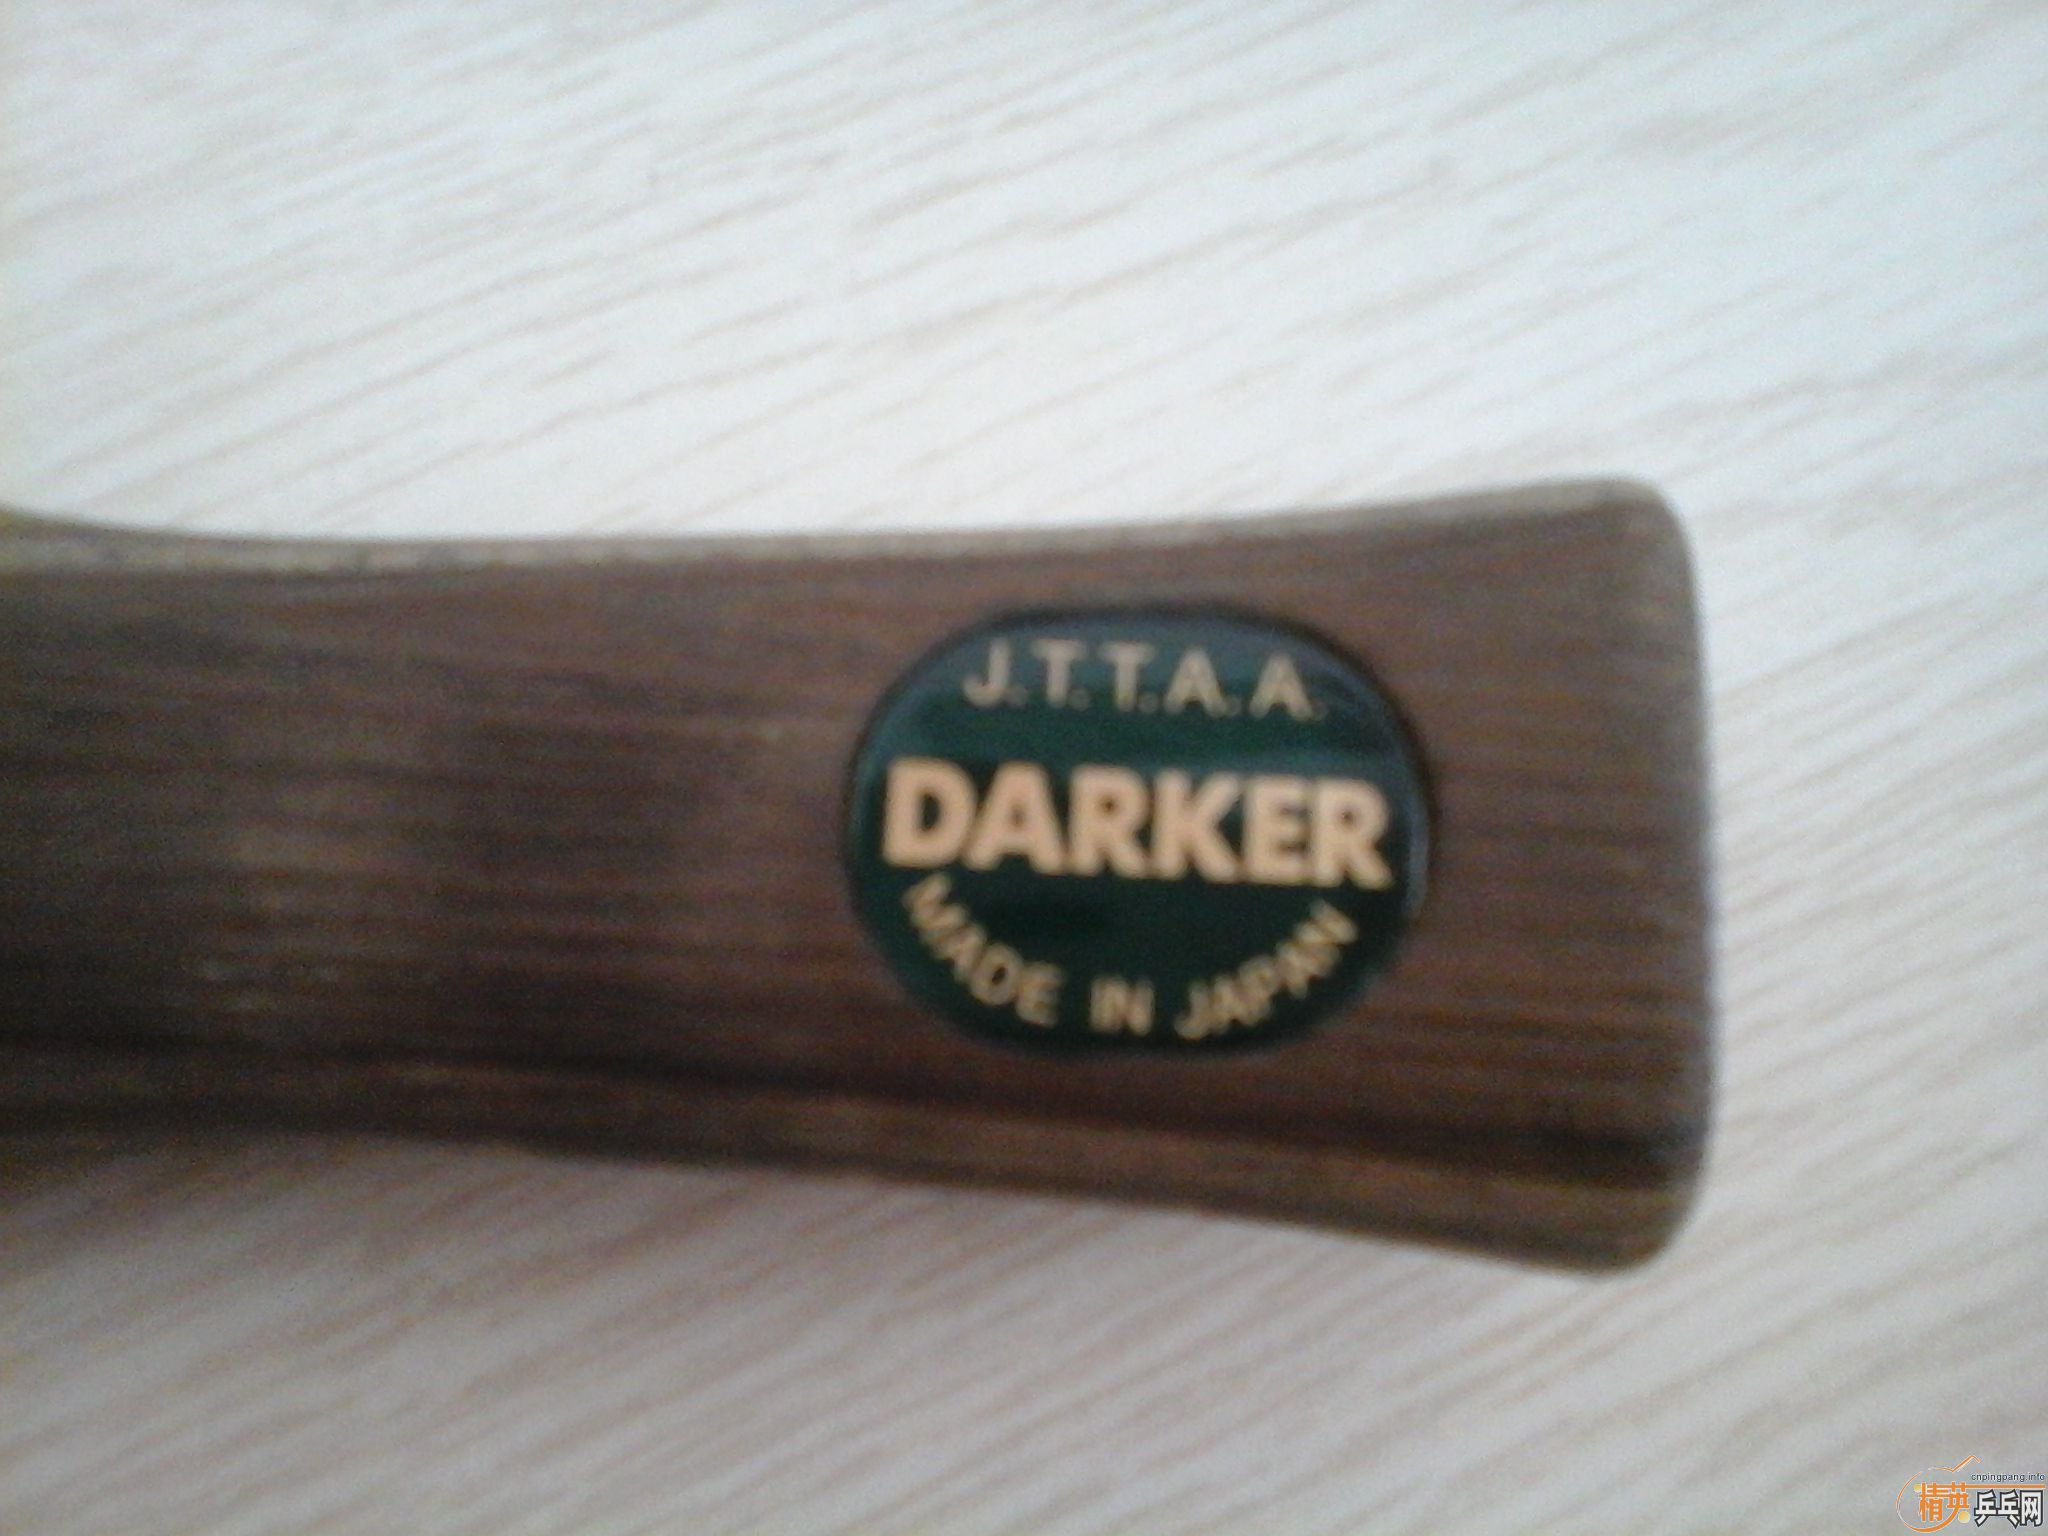 J.T.T.A.A.
DARKER
MADE IN JAPAN
cnpingpang.info
精英乒乓网